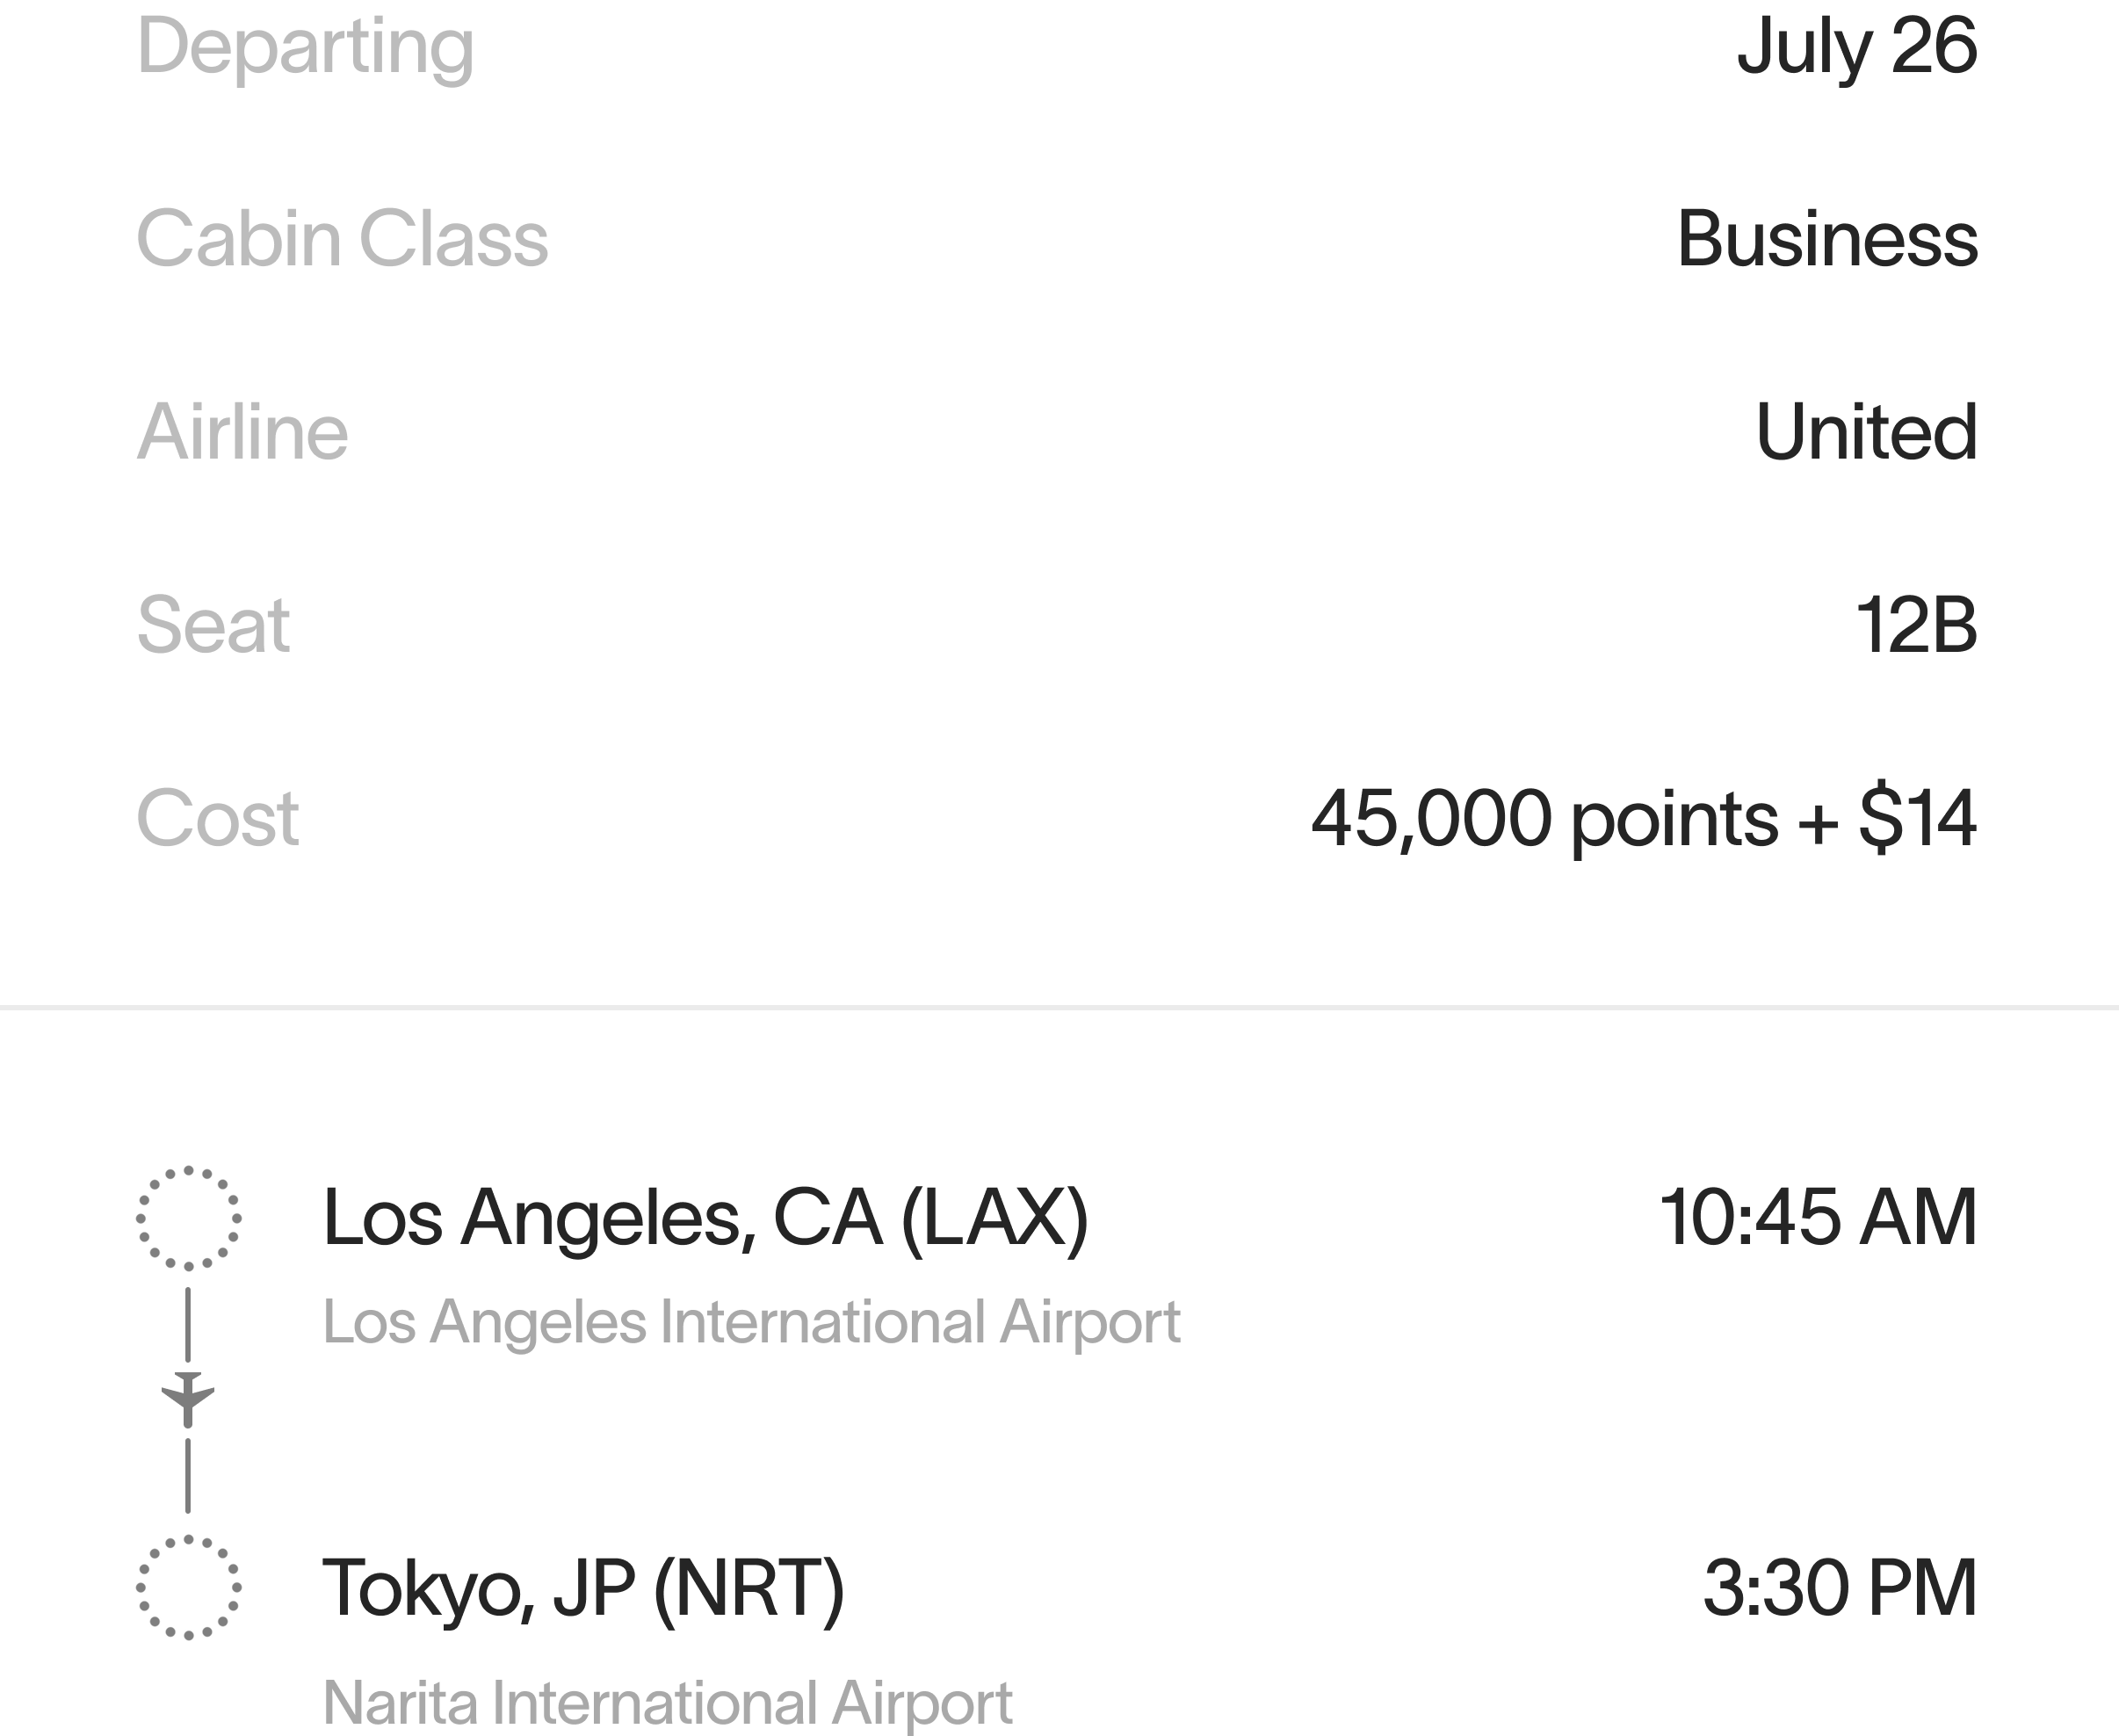 Departing July 26
Cabin Class Business
Airline United
Seat 12B
Cost 45,000 points + $14
Los Angeles, CA (LAX) 10:45 AM
Los Angeles International Airport
Tokyo, JP (NRT) 3:30 PM
Narita International Airport